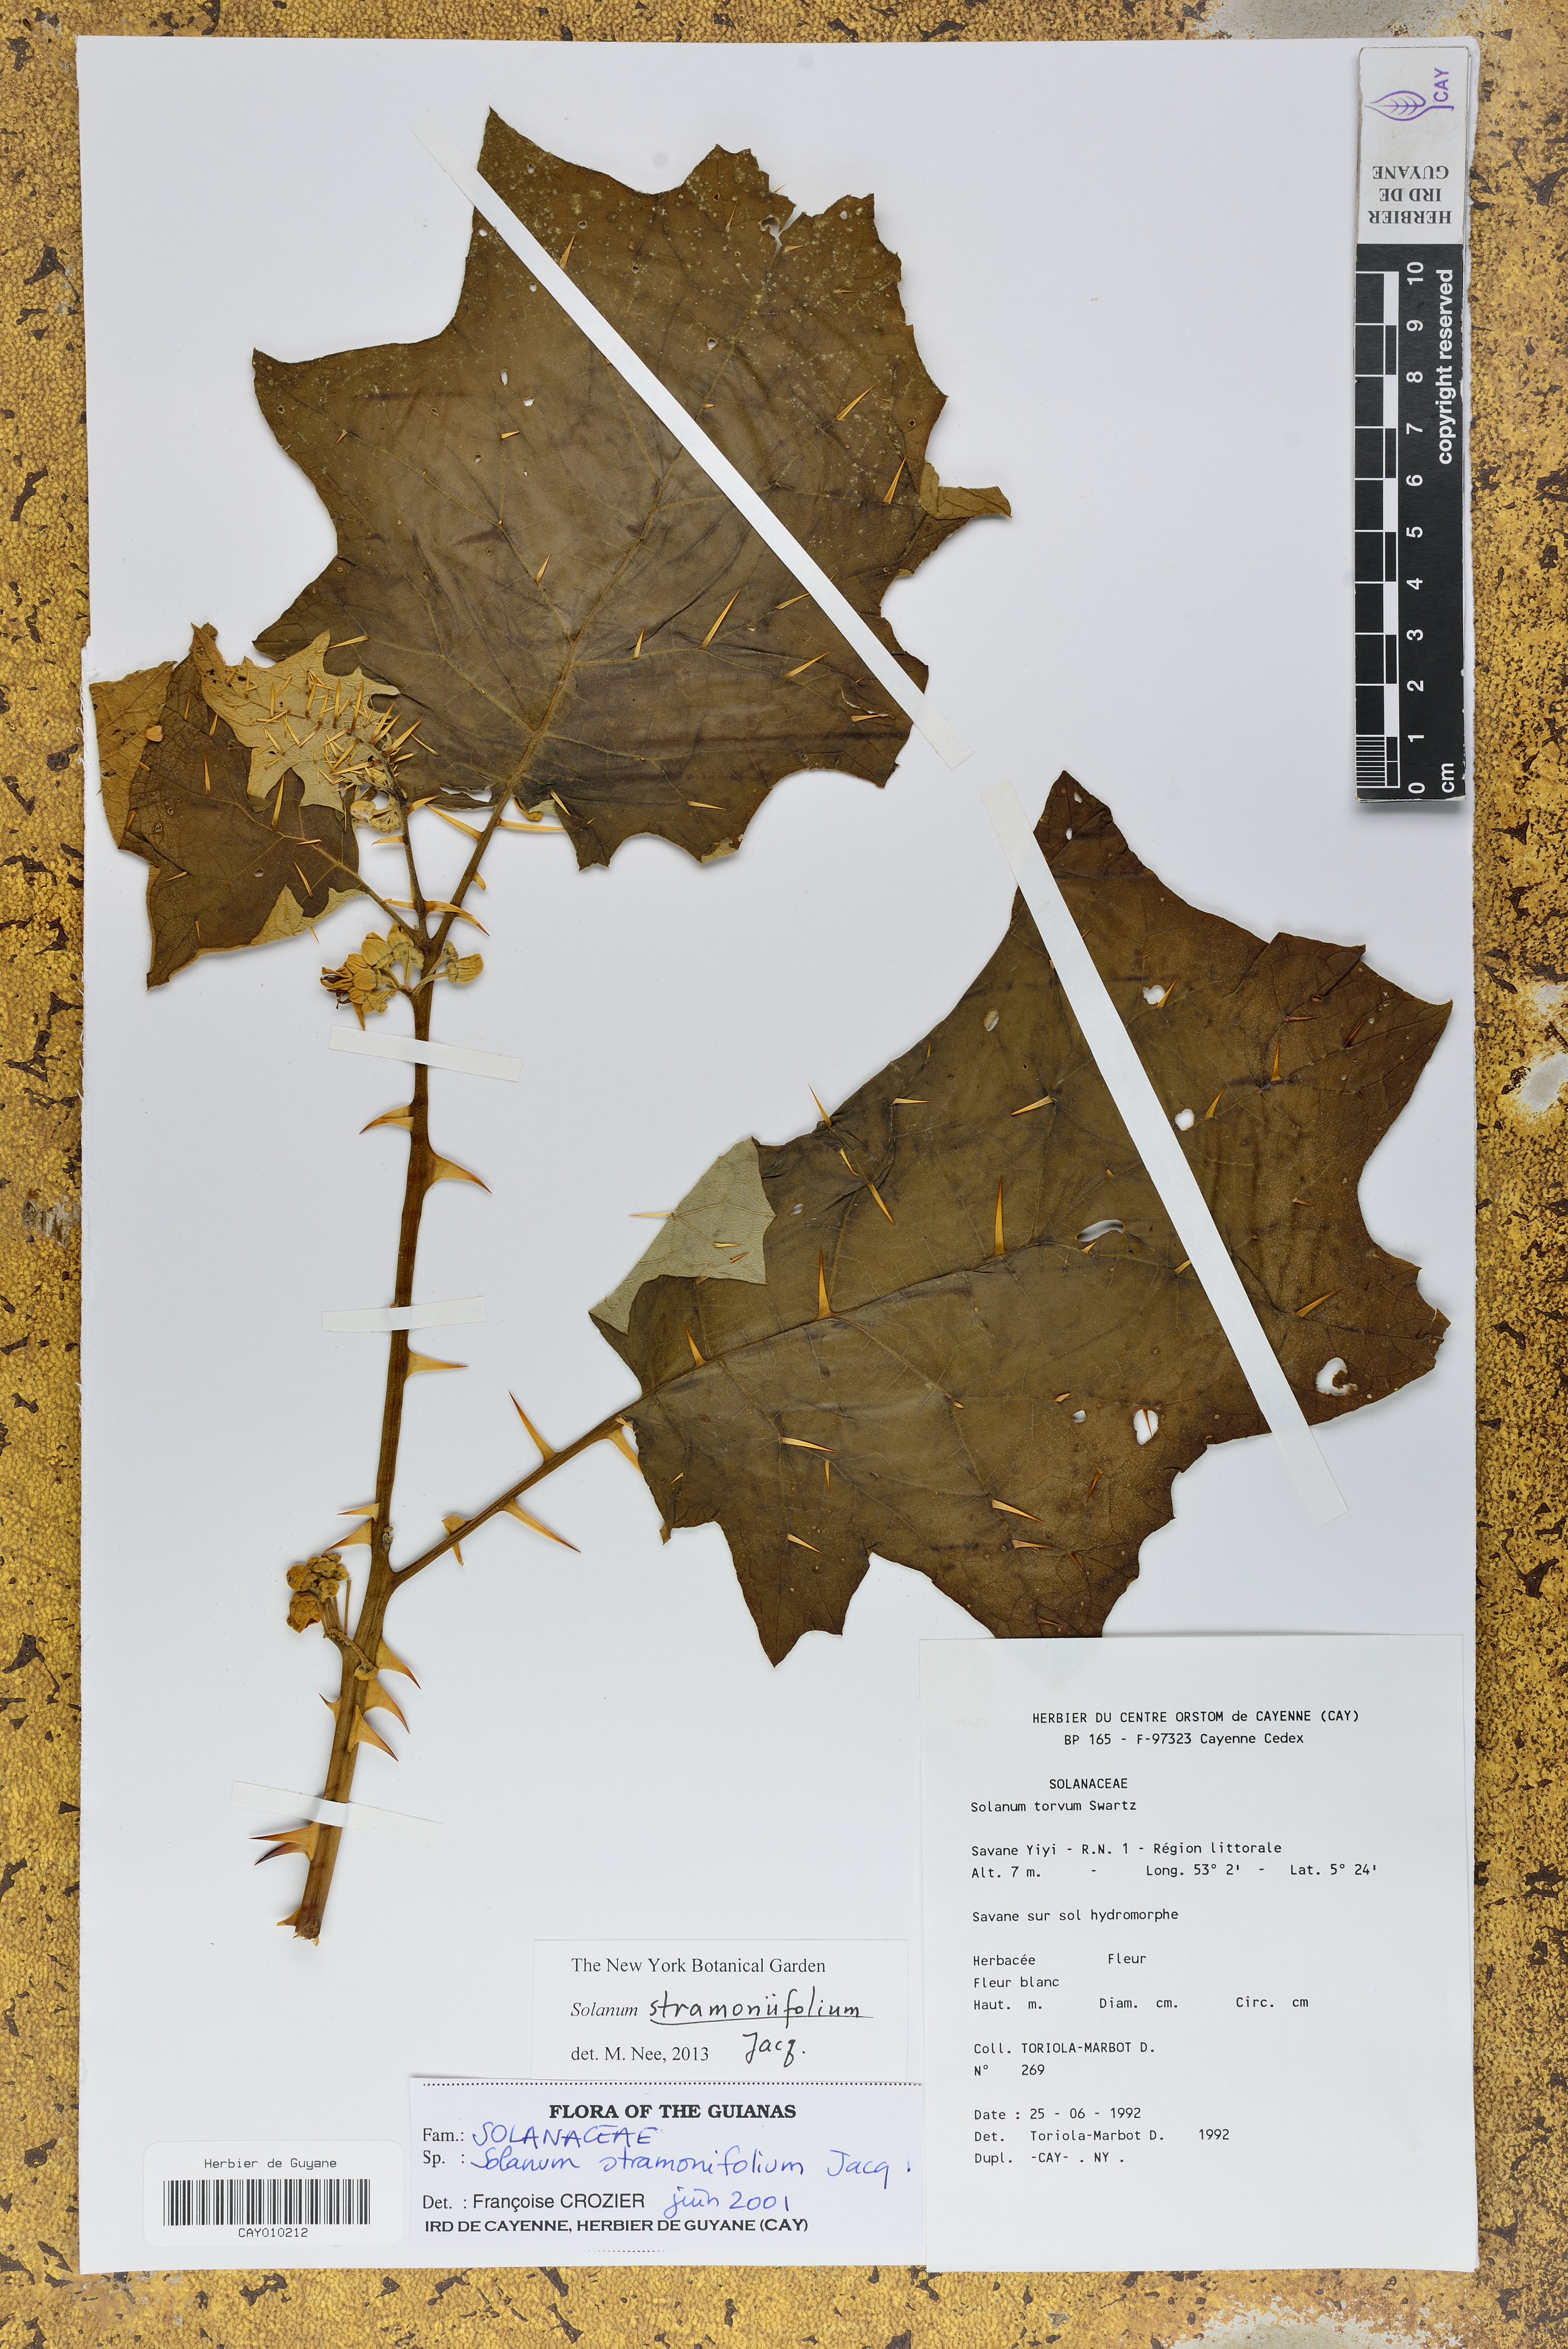 CAY
HERBIER
IRD DE
GUYANE
10
9
8
7
6
5
4
3
2
1
0
cm
copyright reserved
HERBIER DU CENTRE ORSTOM de CAYENNE (CAY)
BP 165 - F-97323 Cayenne Cedex
SOLANACEAE
Solanum torvum Swartz
Savane Yiyi - R.N. 1 - Région littorale
Alt. 7 m. - Long. 53° 2' - Lat. 5° 24'
Savane sur sol hydromorphe
Herbacée Fleur
Fleur blanc
Haut. m. Diam. cm. Circ. cm
Coll. TORIOLA-MARBOT D.
N° 269
Date : 25 - 06 - 1992
Det. Toriola-Marbot D. 1992
Dupl. -CAY- . NY .
The New York Botanical Garden
Solanum stramoniifolium
Jacq.
det. M. Nee, 2013
FLORA OF THE GUIANAS
Fam.: SOLANACEAE
Sp. : Solanum stramonifolium Jacq.
Det. : Françoise CROZIER juin 2001
IRD DE CAYENNE, HERBIER DE GUYANE (CAY)
Herbier de Guyane
CAY010212